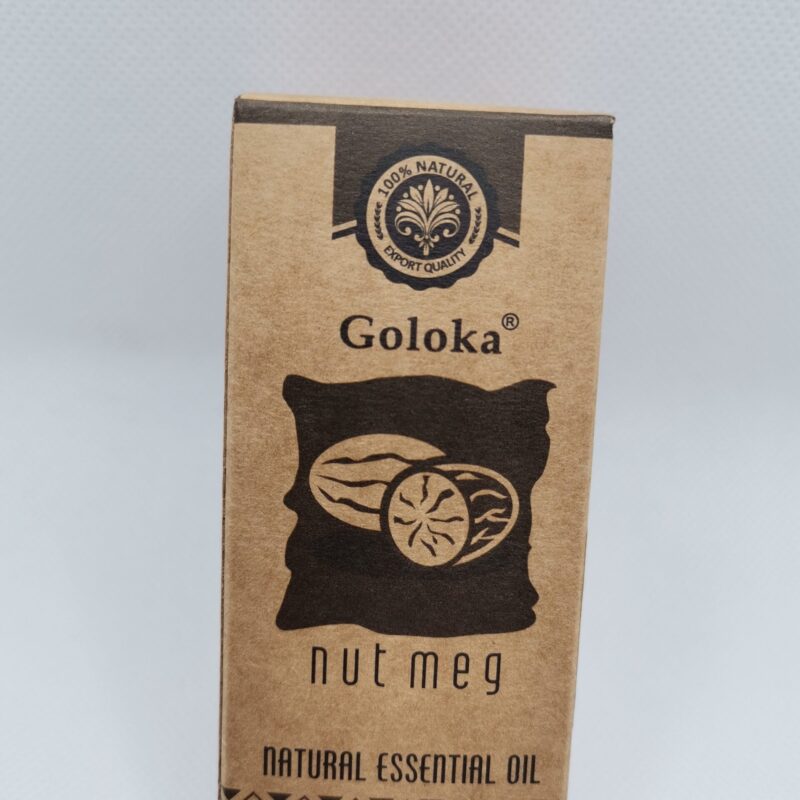 100% NATURAL
EXPORT QUALITY
Goloka®
nut meg
NATURAL ESSENTIAL OIL